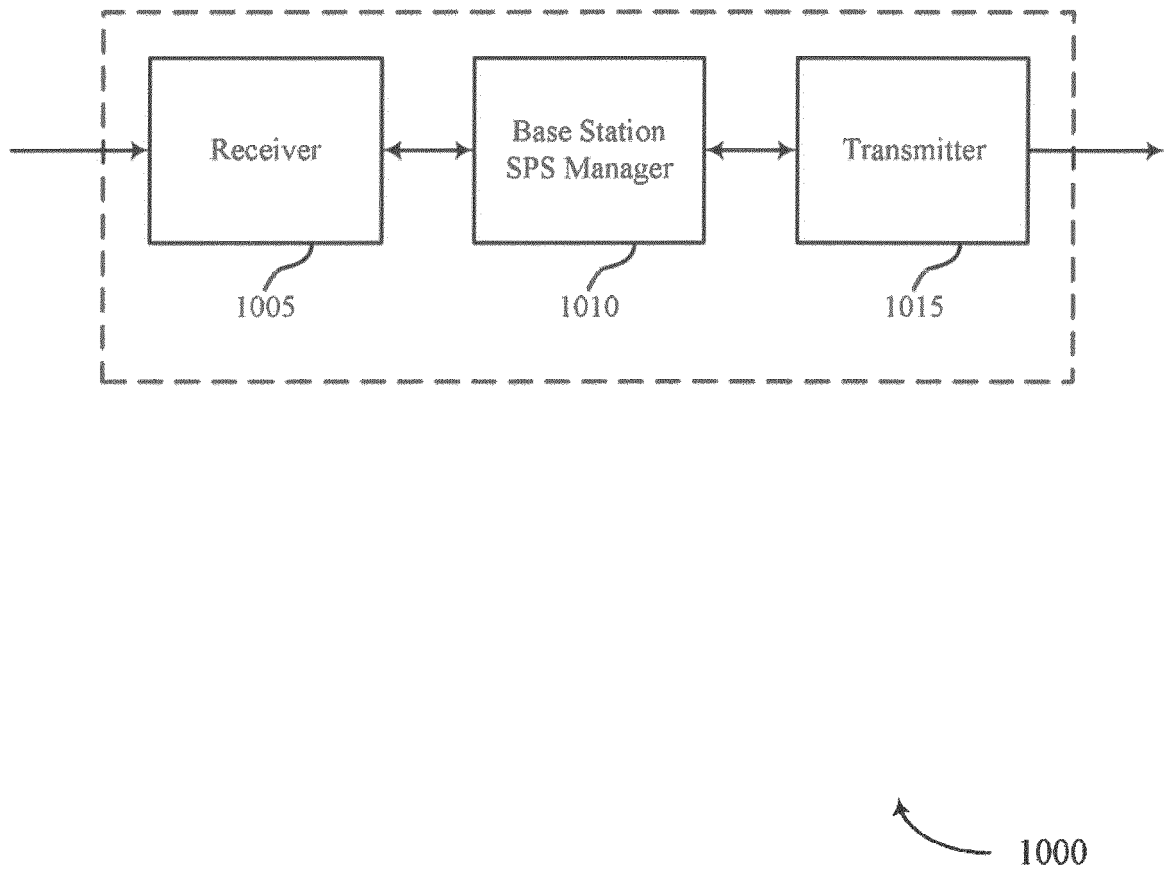 Receiver
Base Station
SPS Manager
Transmitter
1005
1010
1015
1000